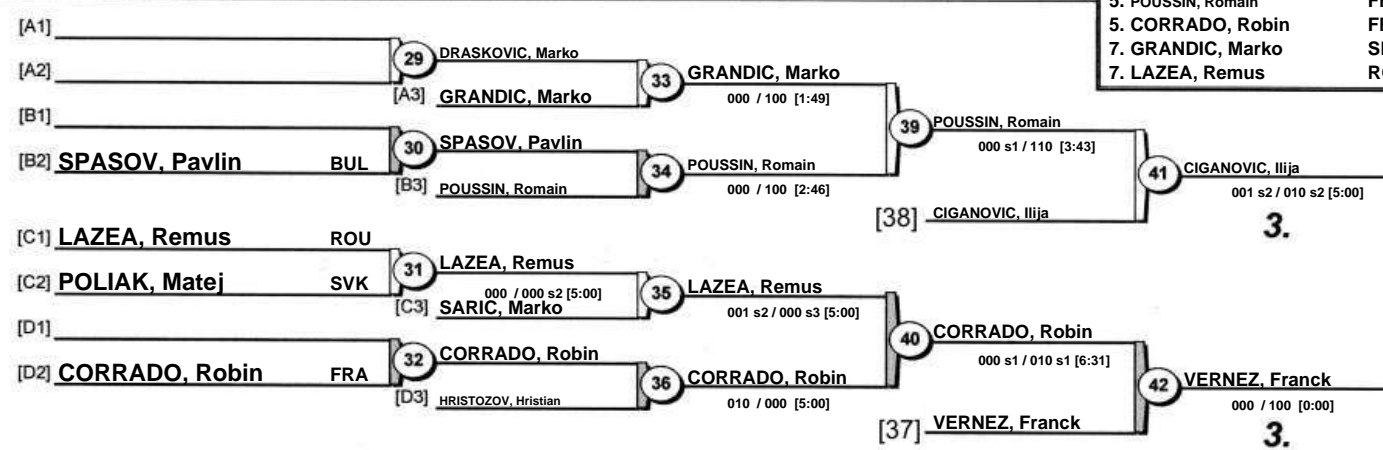 5. POUSSIN, Romain
5. CORRADO, Robin
7. GRANDIC, Marko
7. LAZEA, Remus
[A1]
[A2]
29 DRASKOVIC, Marko
[A3] GRANDIC, Marko
33 GRANDIC, Marko
000 / 100 [1:49]
[B1]
[B2] SPASOV, Pavlin BUL
30 SPASOV, Pavlin
[B3] POUSSIN, Romain
34 POUSSIN, Romain
000 / 100 [2:46]
39 POUSSIN, Romain
000 s1 / 110 [3:43]
[38] CIGANOVIC, Ilija
41 CIGANOVIC, Ilija
001 s2 / 010 s2 [5:00]
3.
[C1] LAZEA, Remus ROU
[C2] POLIAK, Matej SVK
31 LAZEA, Remus
000 / 000 s2 [5:00]
[C3] SARIC, Marko
35 LAZEA, Remus
001 s2 / 000 s3 [5:00]
[D1]
[D2] CORRADO, Robin FRA
32 CORRADO, Robin
[D3] HRISTOZOV, Hristian
36 CORRADO, Robin
010 / 000 [5:00]
40 CORRADO, Robin
000 s1 / 010 s1 [6:31]
[37] VERNEZ, Franck
42 VERNEZ, Franck
000 / 100 [0:00]
3.